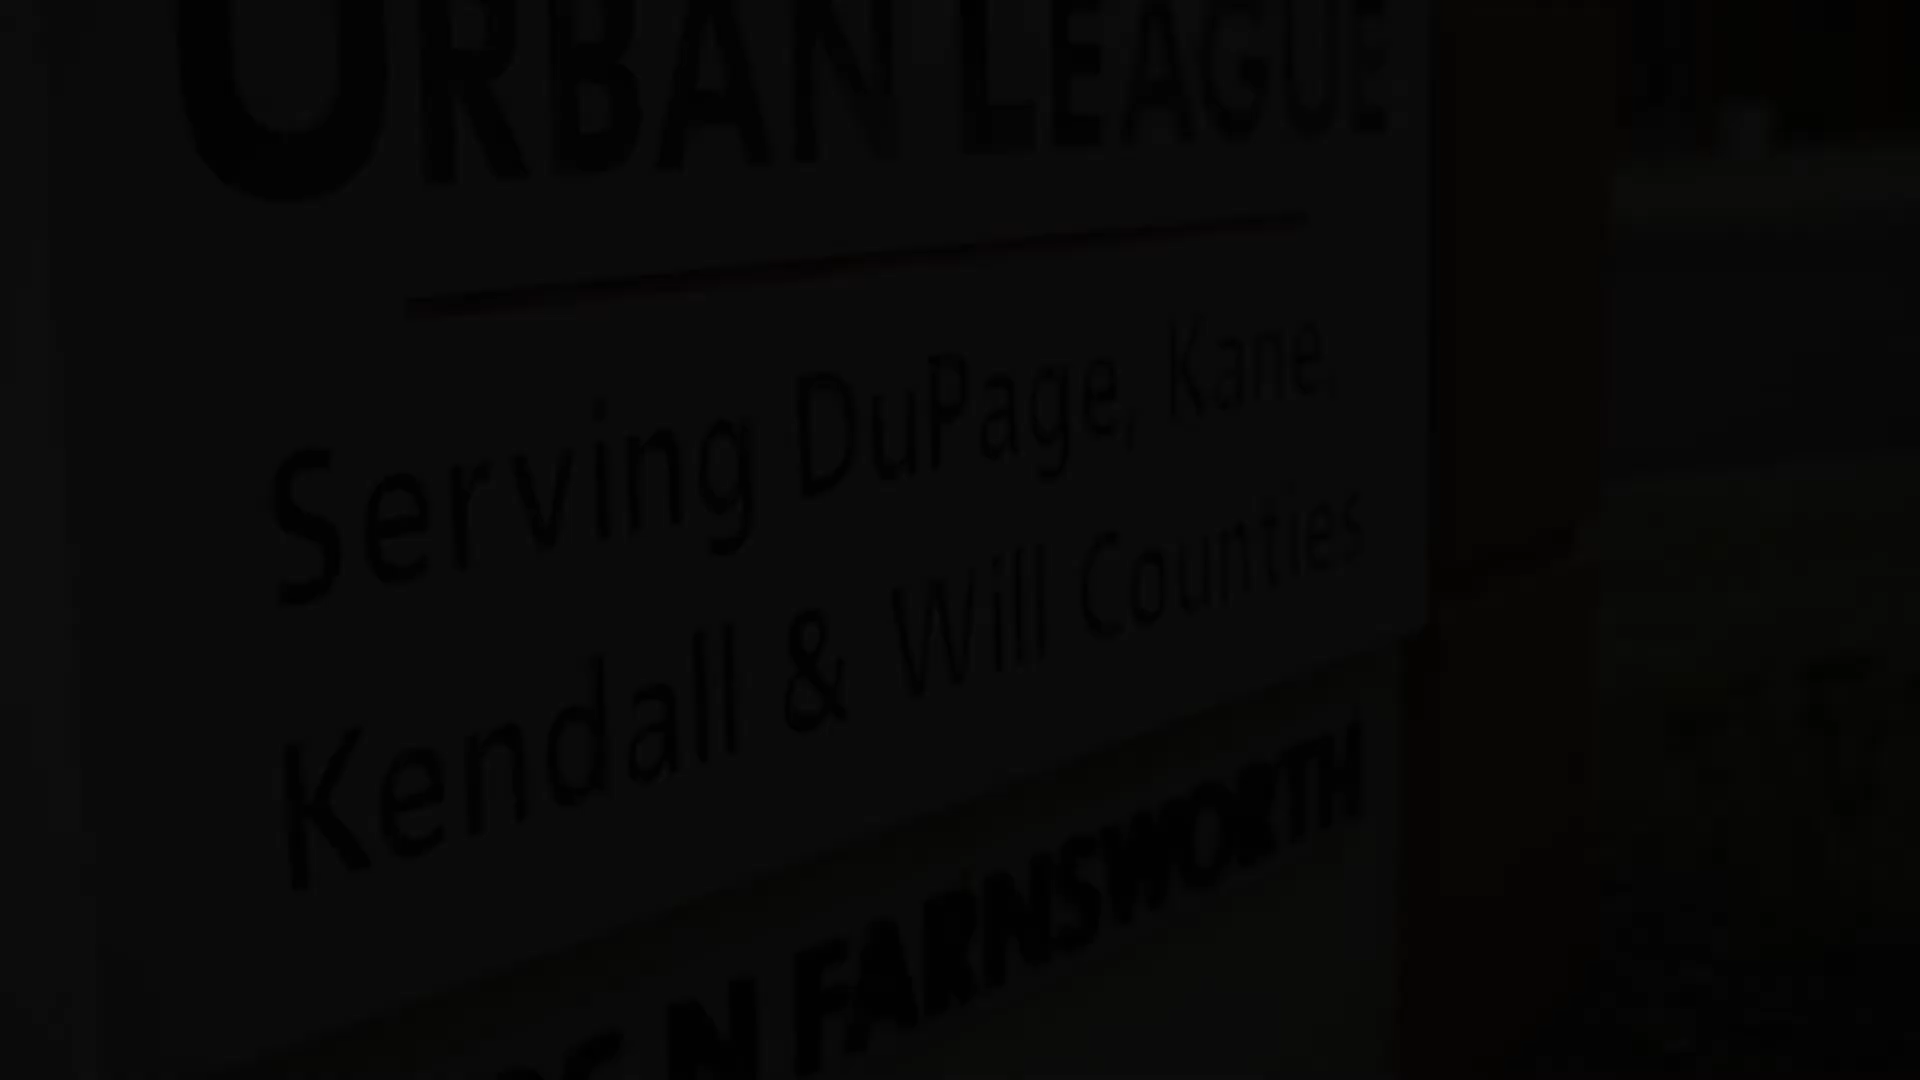 URBAN LEAGUE
Serving DuPage, Kane,
Kendall & Will Counties
N FARNSWORTH